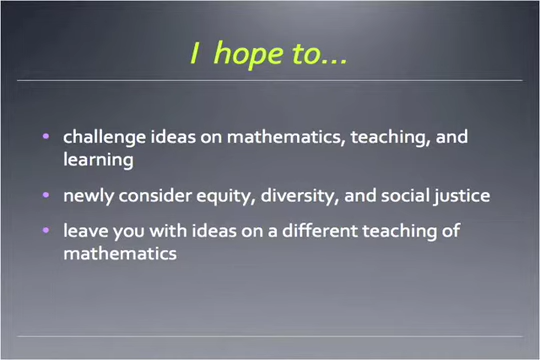 I hope to...
• challenge ideas on mathematics, teaching, and
learning
• newly consider equity, diversity, and social justice
• leave you with ideas on a different teaching of
mathematics